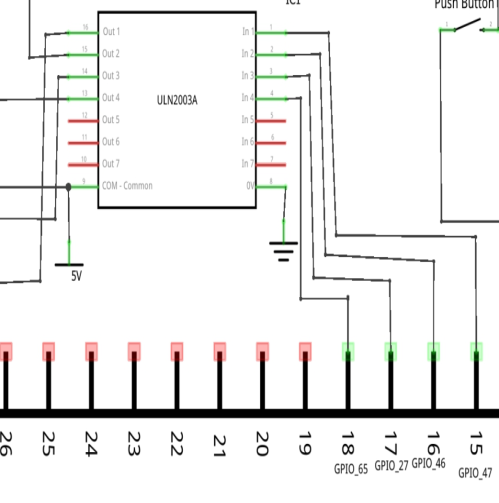 IC1
Push Button
16 Out 1 In 1 1
15 Out 2 In 2 2
14 Out 3 In 3 3
13 Out 4 In 4 4
ULN2003A
12 Out 5 In 5 5
11 Out 6 In 6 6
10 Out 7 In 7 7
9 COM - Common 0V 8
5V
26 25 24 23 22 21 20 19 18 17 16 15
GPIO_65 GPIO_27 GPIO_46 GPIO_47